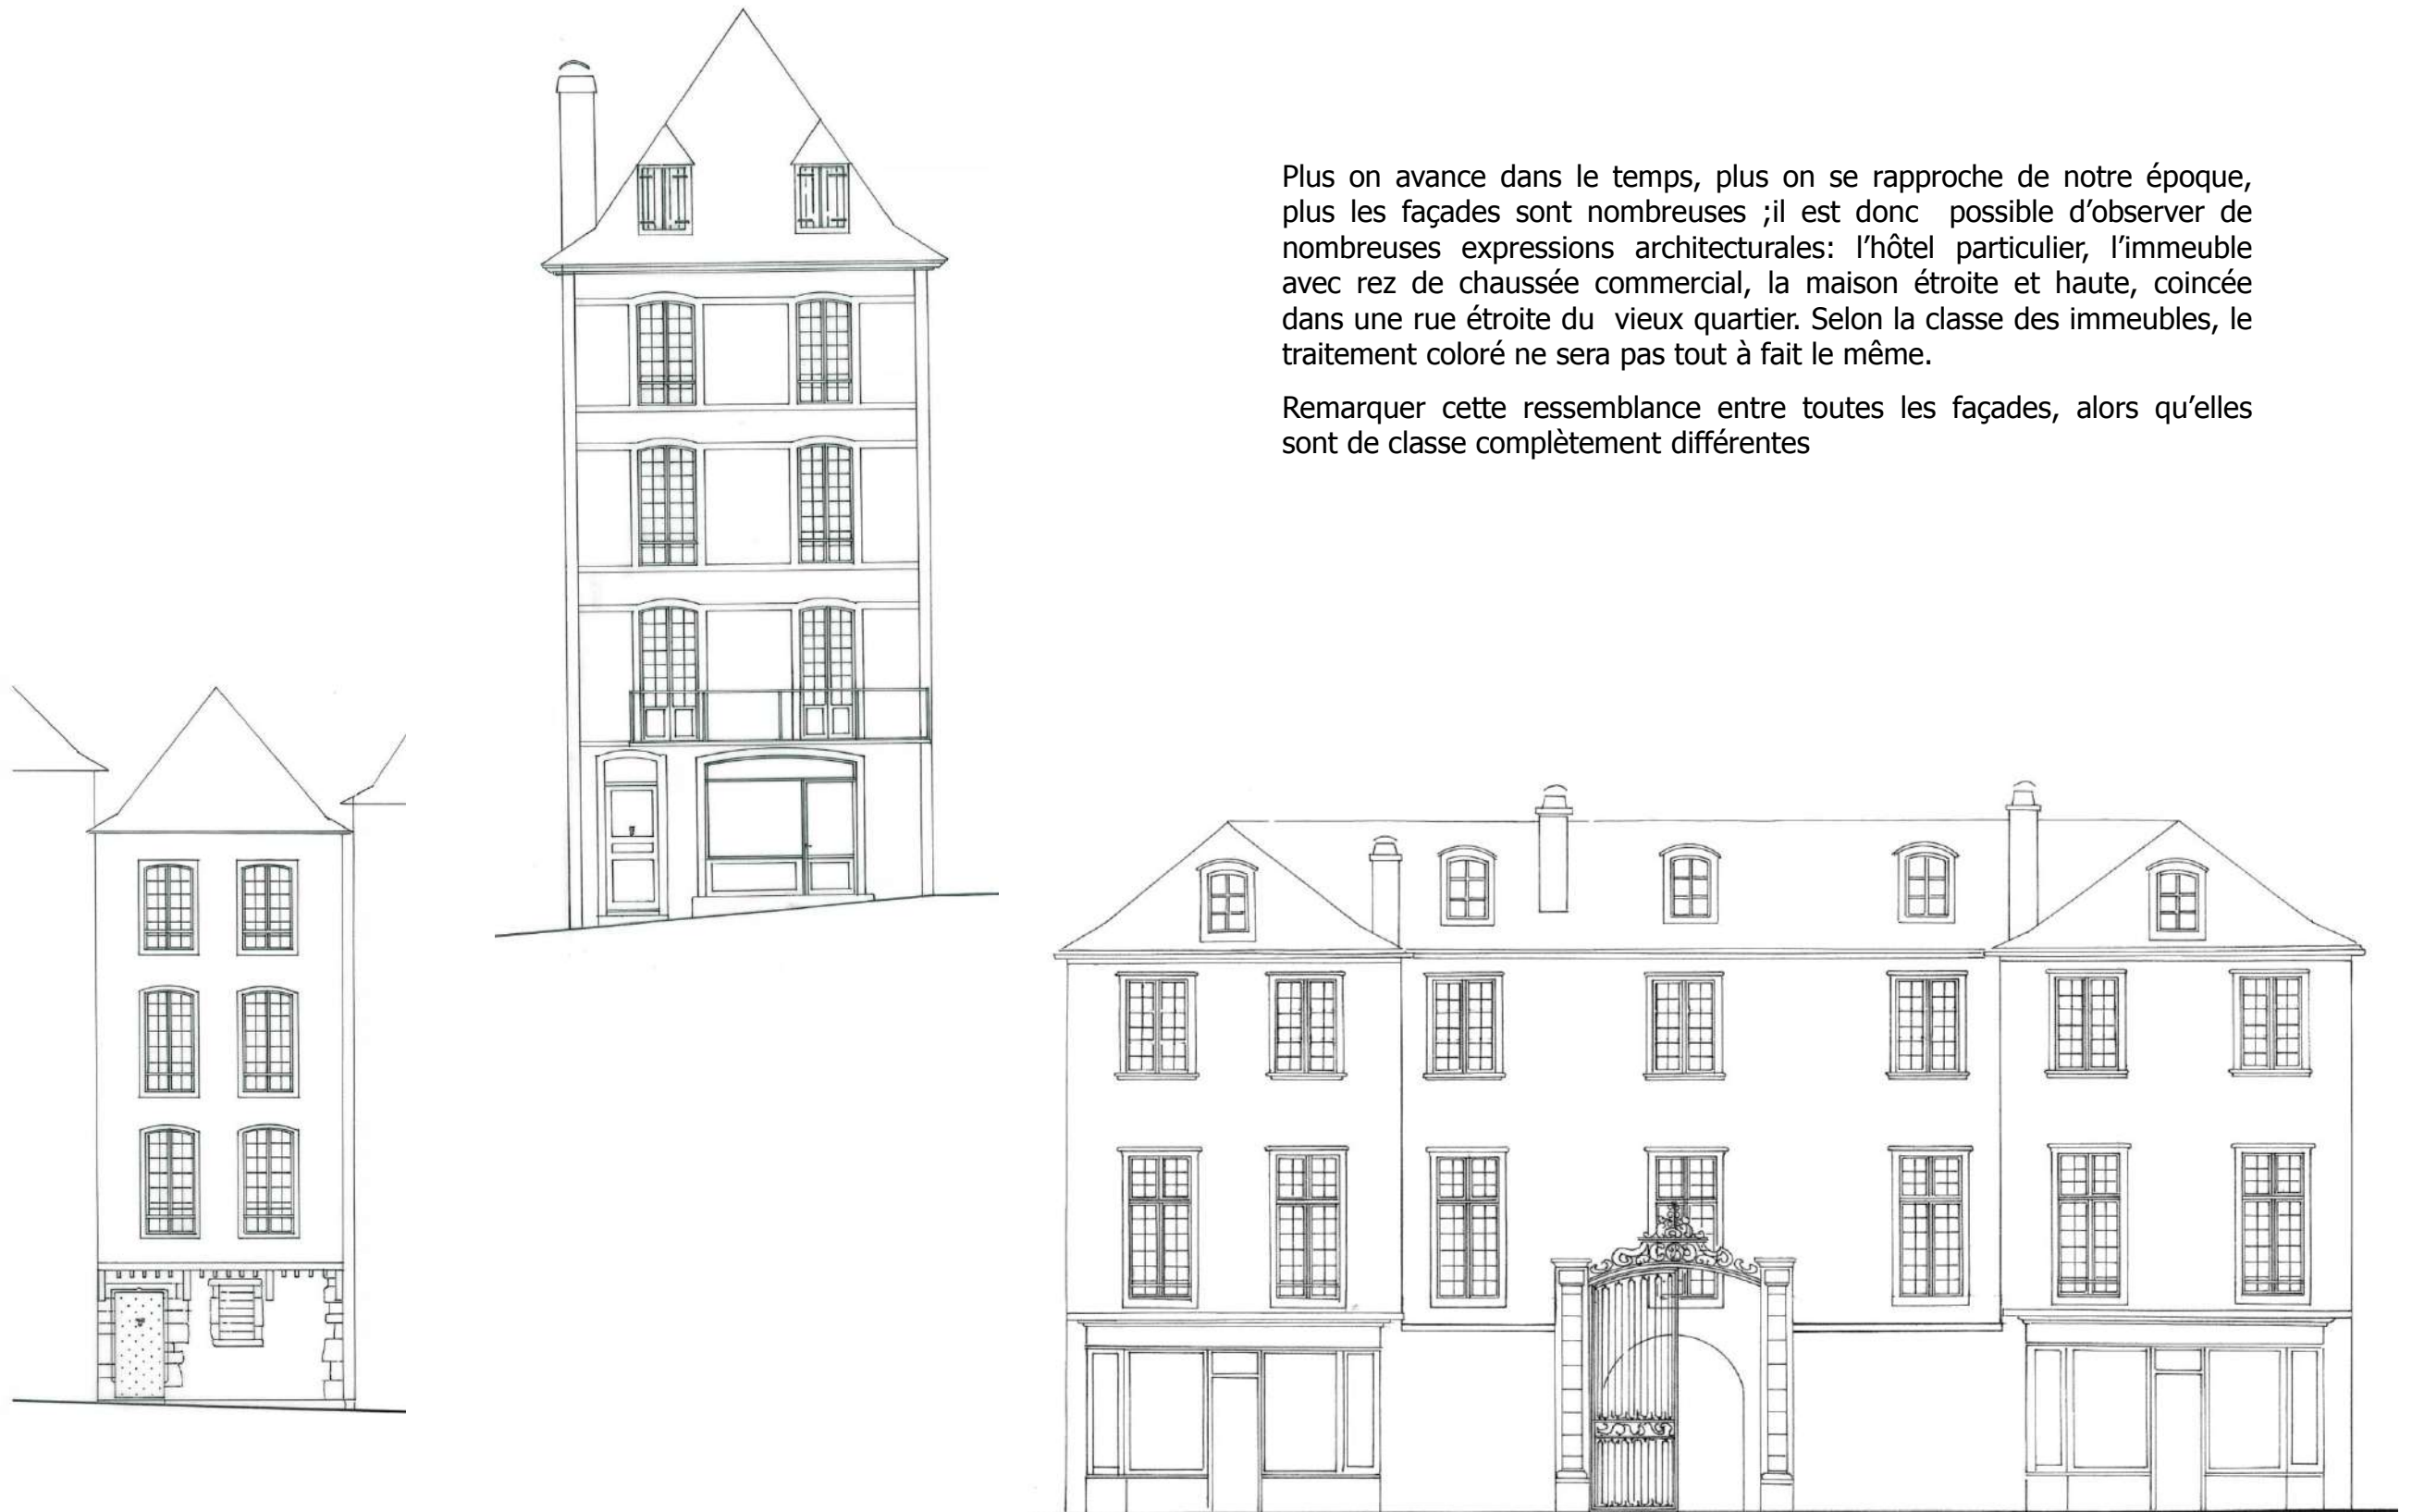 Plus on avance dans le temps, plus on se rapproche de notre époque,
plus les façades sont nombreuses ;il est donc possible d'observer de
nombreuses expressions architecturales: l'hôtel particulier, l'immeuble
avec rez de chaussée commercial, la maison étroite et haute, coincée
dans une rue étroite du vieux quartier. Selon la classe des immeubles, le
traitement coloré ne sera pas tout à fait le même.
Remarquer cette ressemblance entre toutes les façades, alors qu'elles
sont de classe complètement différentes